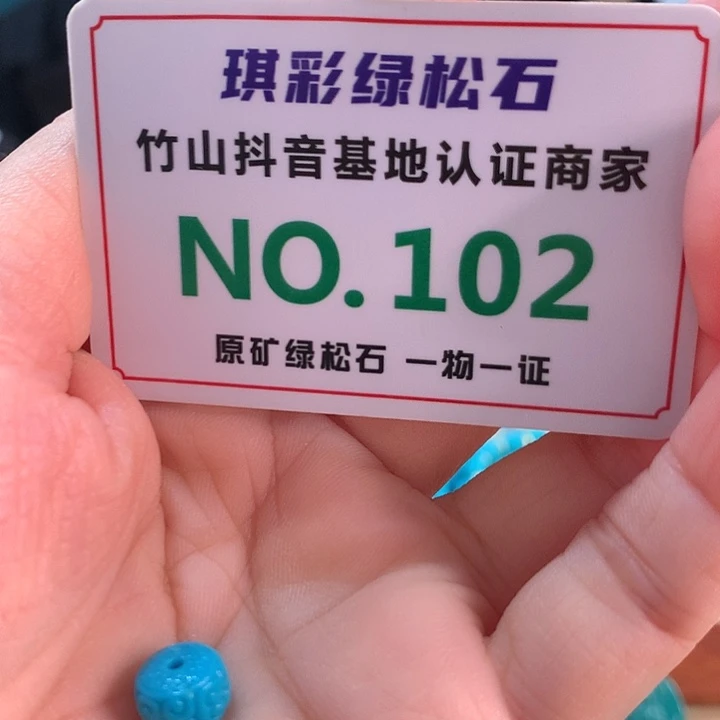 琪彩绿松石
竹山抖音基地认证商家
NO.102
原矿绿松石 一物一证